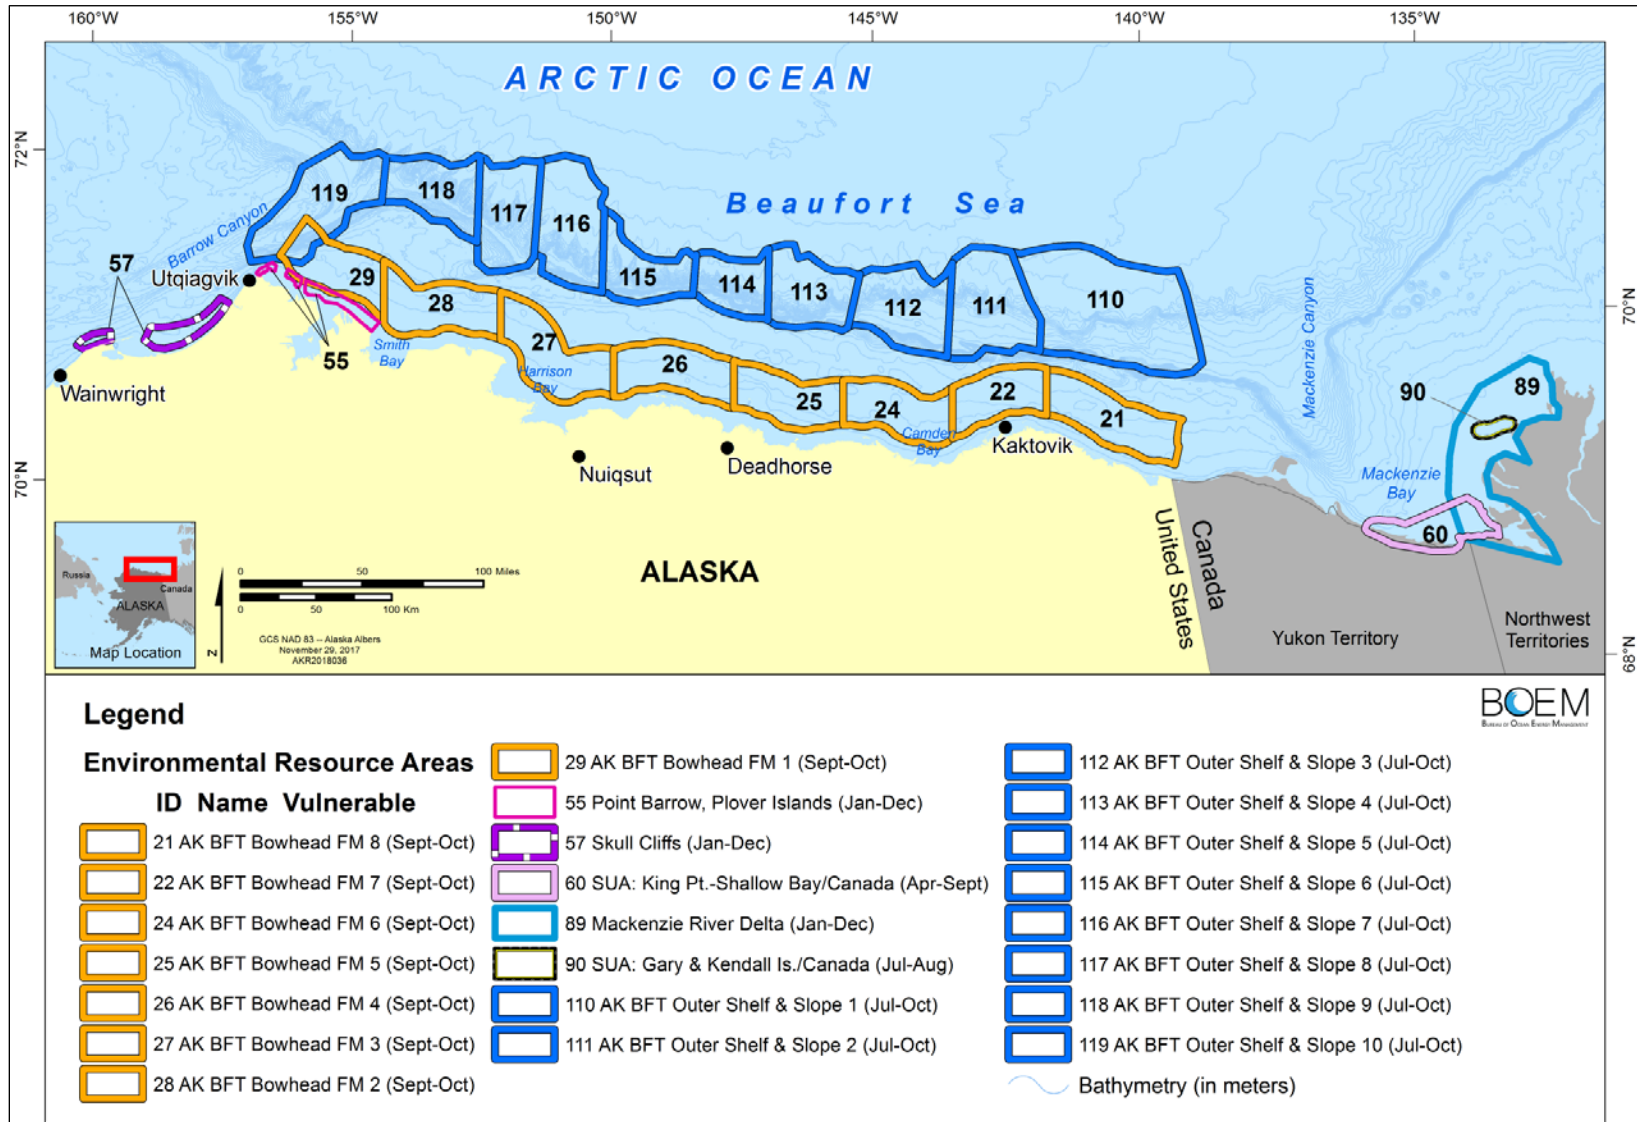 160°W
155°W
150°W
145°W
140°W
135°W
72°N
70°N
70°N
68°N
ARCTIC OCEAN
Beaufort Sea
Barrow Canyon
Mackenzie Canyon
Mackenzie
Bay
119
118
117
116
115
114
113
112
111
110
57
Utqiagvik
29
28
27
26
25
24
22
21
55
Smith
Bay
Harrison
Bay
Camden
Bay
Wainwright
Nuiqsut
Deadhorse
Kaktovik
90
89
60
ALASKA
United States
Canada
Yukon Territory
Northwest
Territories
Russia
Canada
ALASKA
Map Location
N
0 50 100 Miles
0 50 100 Km
GCS NAD 83 -- Alaska Albers
November 29, 2017
AKR2018036
BOEM
BUREAU OF OCEAN ENERGY MANAGEMENT
Legend
Environmental Resource Areas
ID Name Vulnerable
21 AK BFT Bowhead FM 8 (Sept-Oct)
22 AK BFT Bowhead FM 7 (Sept-Oct)
24 AK BFT Bowhead FM 6 (Sept-Oct)
25 AK BFT Bowhead FM 5 (Sept-Oct)
26 AK BFT Bowhead FM 4 (Sept-Oct)
27 AK BFT Bowhead FM 3 (Sept-Oct)
28 AK BFT Bowhead FM 2 (Sept-Oct)
29 AK BFT Bowhead FM 1 (Sept-Oct)
55 Point Barrow, Plover Islands (Jan-Dec)
57 Skull Cliffs (Jan-Dec)
60 SUA: King Pt.-Shallow Bay/Canada (Apr-Sept)
89 Mackenzie River Delta (Jan-Dec)
90 SUA: Gary & Kendall Is./Canada (Jul-Aug)
110 AK BFT Outer Shelf & Slope 1 (Jul-Oct)
111 AK BFT Outer Shelf & Slope 2 (Jul-Oct)
112 AK BFT Outer Shelf & Slope 3 (Jul-Oct)
113 AK BFT Outer Shelf & Slope 4 (Jul-Oct)
114 AK BFT Outer Shelf & Slope 5 (Jul-Oct)
115 AK BFT Outer Shelf & Slope 6 (Jul-Oct)
116 AK BFT Outer Shelf & Slope 7 (Jul-Oct)
117 AK BFT Outer Shelf & Slope 8 (Jul-Oct)
118 AK BFT Outer Shelf & Slope 9 (Jul-Oct)
119 AK BFT Outer Shelf & Slope 10 (Jul-Oct)
Bathymetry (in meters)